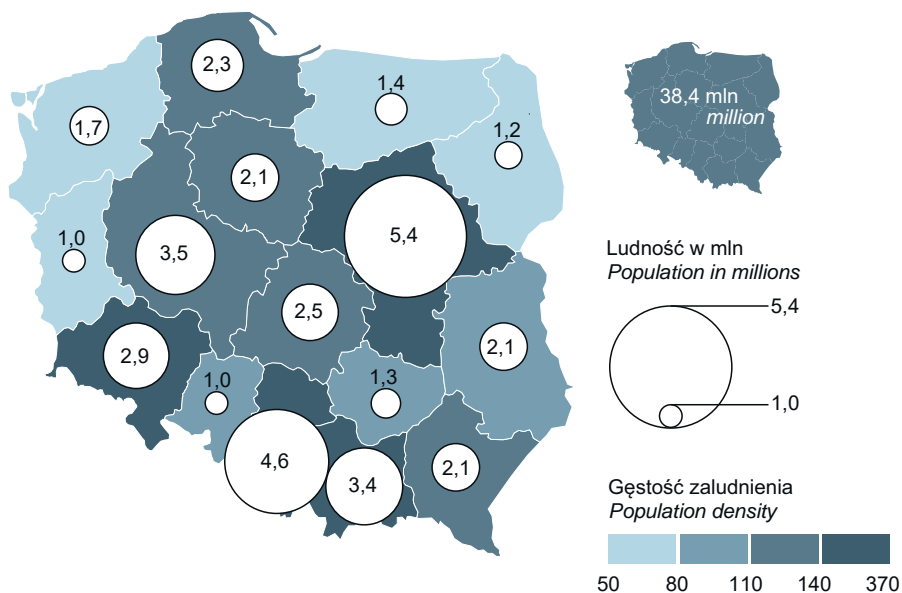 2,3
1,4
38,4 mln
million
1,7
1,2
2,1
1,0
3,5
5,4
Ludność w mln
Population in millions
5,4
2,5
2,9
2,1
1,0
1,3
1,0
4,6
3,4
2,1
Gęstość zaludnienia
Population density
50 80 110 140 370